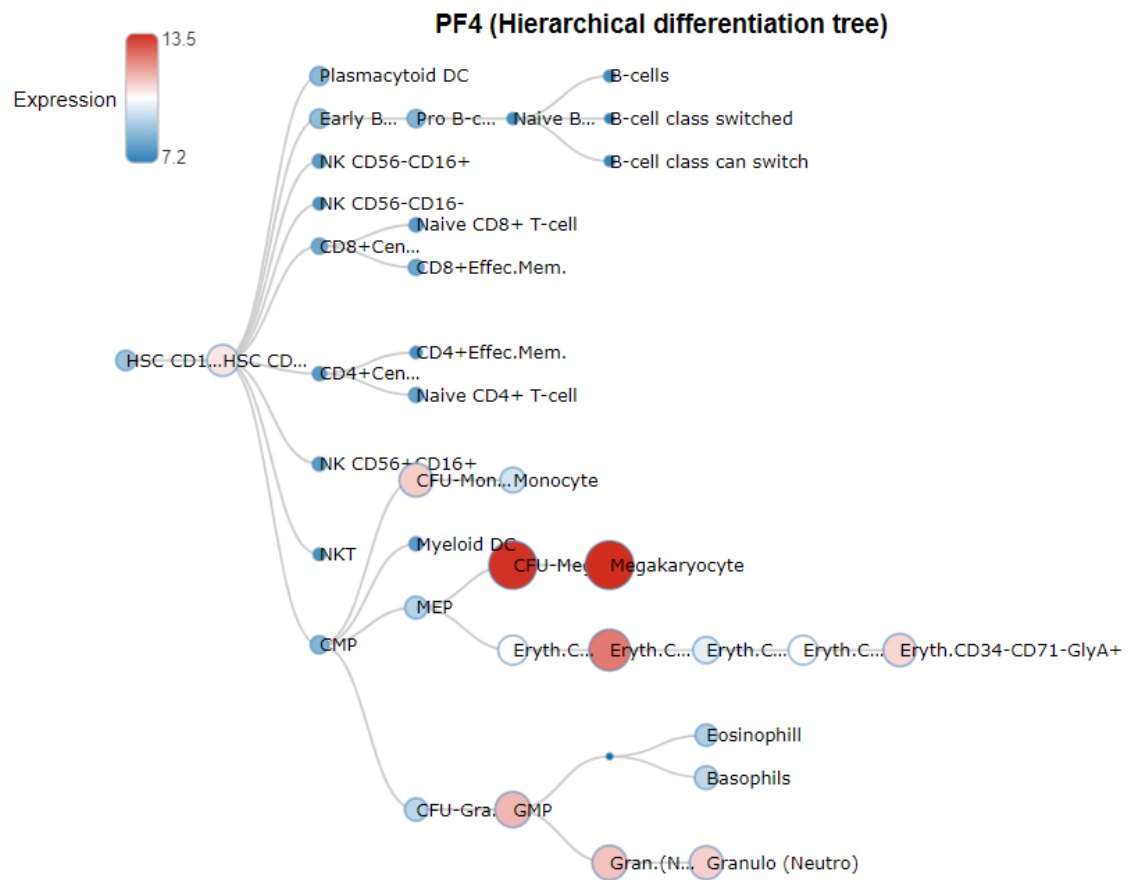 PF4 (Hierarchical differentiation tree)
13.5
Expression
7.2
Plasmacytoid DC
B-cells
Early B... Pro B-c... Naive B... B-cell class switched
NK CD56-CD16+
B-cell class can switch
NK CD56-CD16-
Naive CD8+ T-cell
CD8+Cen...
CD8+Effec.Mem.
HSC CD1... HSC CD...
CD4+Effec.Mem.
CD4+Cen...
Naive CD4+ T-cell
NK CD56+CD16+
CFU-Mon... Monocyte
Myeloid DC
NKT
CFU-Meg Megakaryocyte
MEP
CMP
Eryth.C... Eryth.C... Eryth.C... Eryth.C... Eryth.CD34-CD71-GlyA+
Eosinophill
Basophils
CFU-Gra. GMP
Gran.(N... Granulo (Neutro)